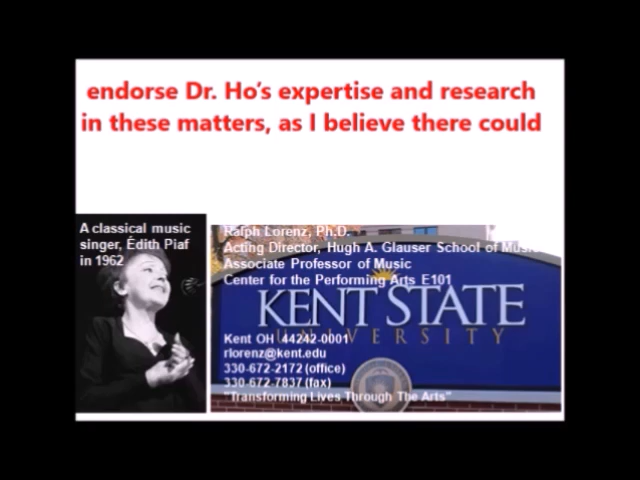 endorse Dr. Ho's expertise and research
in these matters, as I believe there could
A classical music
singer, Édith Piaf
in 1962
Ralph Lorenz, Ph.D.
Acting Director, Hugh A. Glauser School of Music
Associate Professor of Music
Center for the Performing Arts E101
KENT STATE
UNIVERSITY
Kent OH 44242-0001
rlorenz@kent.edu
330-672-2172 (office)
330-672-7837 (fax)
"Transforming Lives Through The Arts"